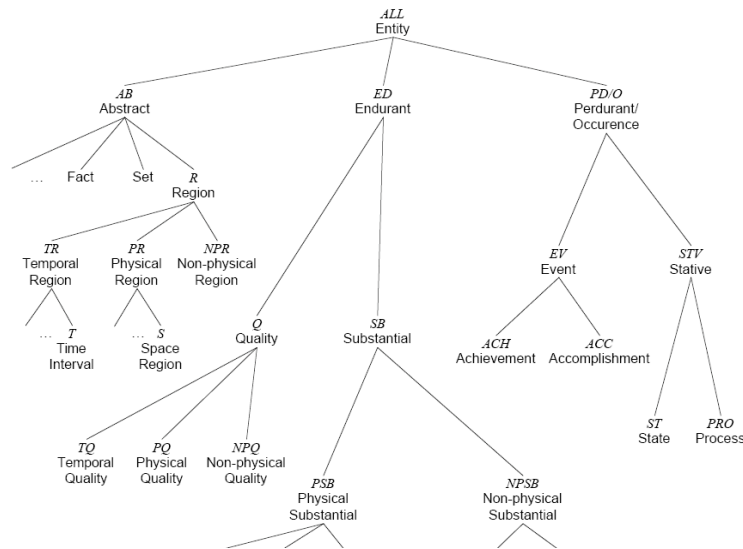 ALL
Entity
AB
Abstract
ED
Endurant
PD/O
Perdurant/
Occurence
…
Fact
Set
R
Region
TR
Temporal
Region
PR
Physical
Region
NPR
Non-physical
Region
EV
Event
STV
Stative
…
T
Time
Interval
…
S
Space
Region
Q
Quality
SB
Substantial
ACH
Achievement
ACC
Accomplishment
TQ
Temporal
Quality
PQ
Physical
Quality
NPQ
Non-physical
Quality
ST
State
PRO
Process
PSB
Physical
Substantial
NPSB
Non-physical
Substantial